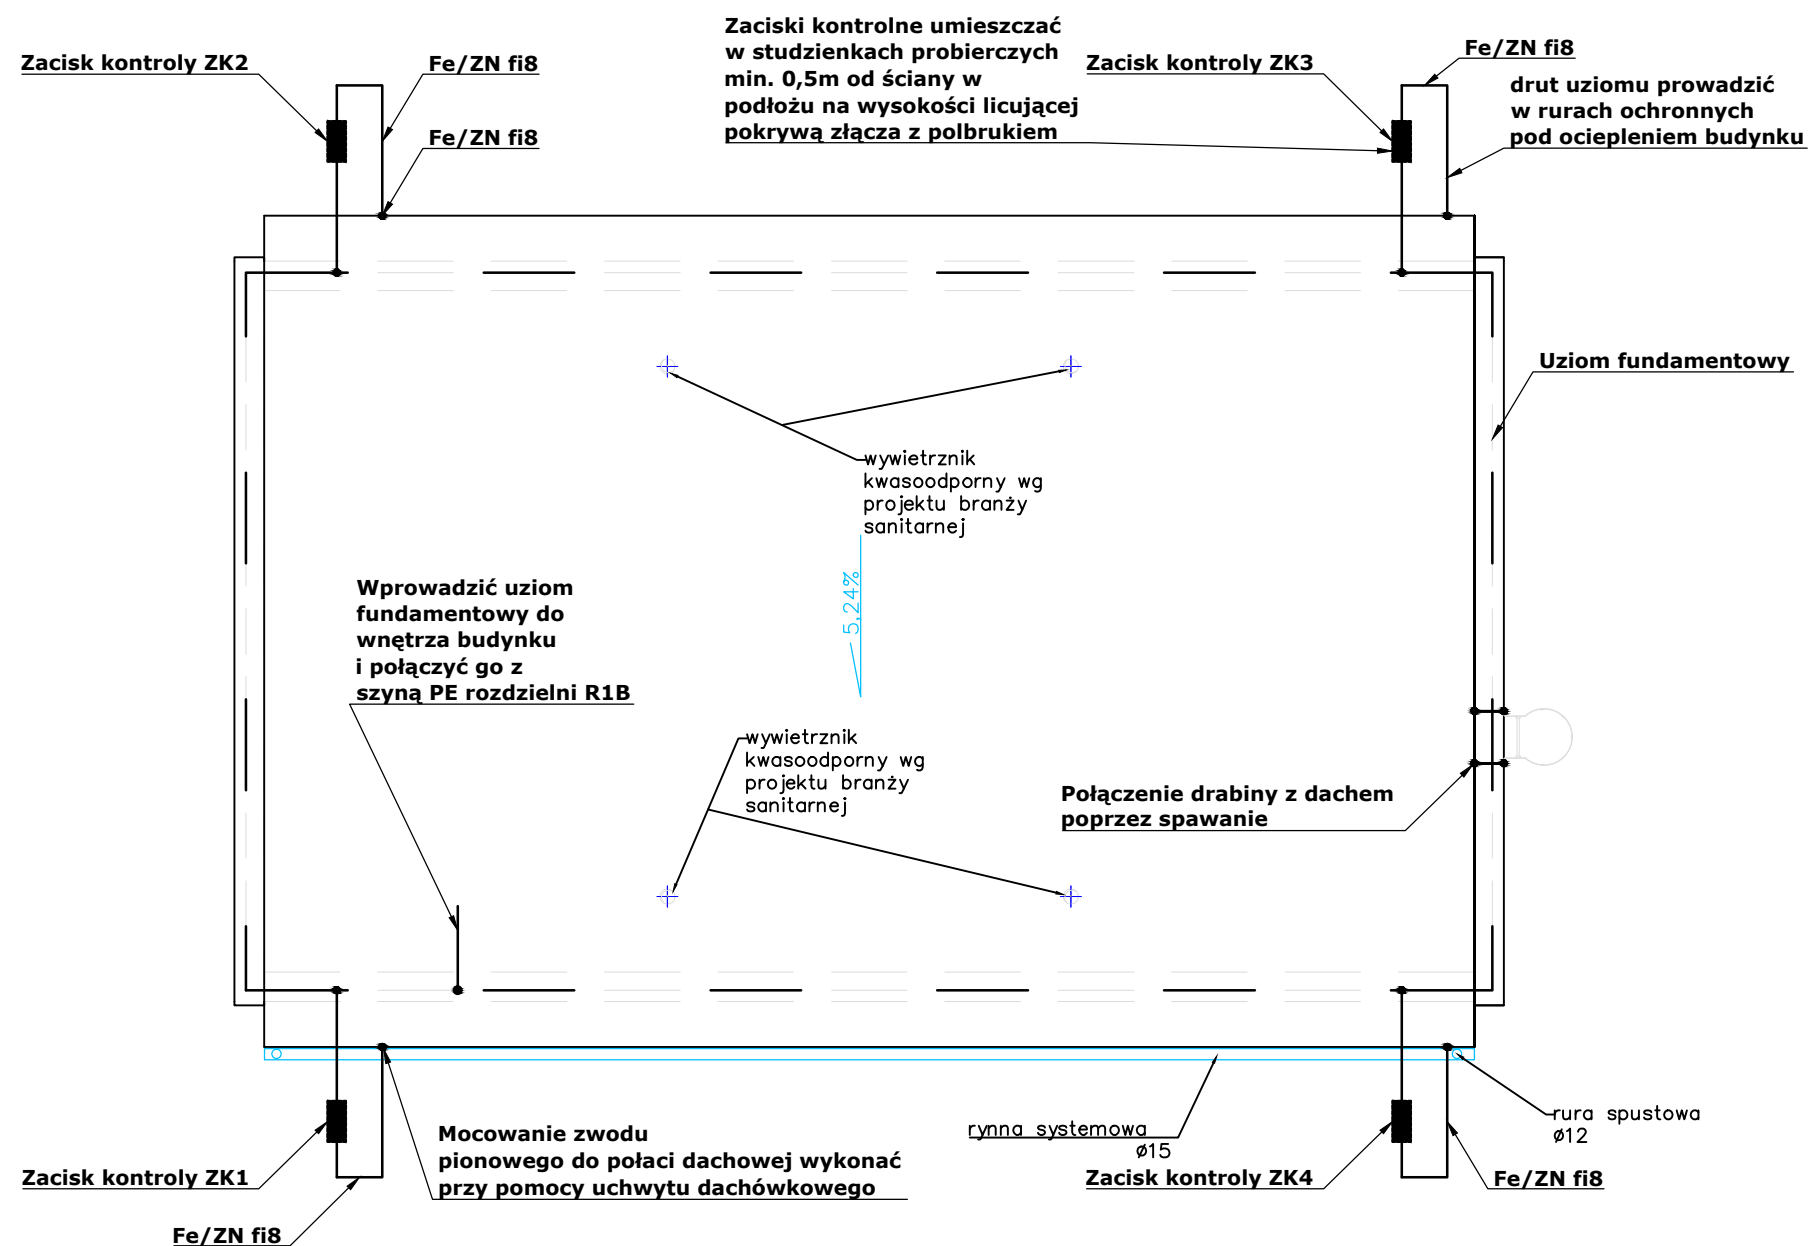 Zaciski kontrolne umieszczać
w studzienkach probierczych
min. 0,5m od ściany w
podłożu na wysokości licującej
pokrywą złącza z polbrukiem
Zacisk kontroly ZK2
Fe/ZN fi8
Fe/ZN fi8
Zacisk kontroly ZK3
Fe/ZN fi8
drut uziomu prowadzić
w rurach ochronnych
pod ociepleniem budynku
Uziom fundamentowy
wywietrznik
kwasoodporny wg
projektu branży
sanitarnej
5,24%
Wprowadzić uziom
fundamentowy do
wnętrza budynku
i połączyć go z
szyną PE rozdzielni R1B
wywietrznik
kwasoodporny wg
projektu branży
sanitarnej
Połączenie drabiny z dachem
poprzez spawanie
Mocowanie zwodu
pionowego do połaci dachowej wykonać
przy pomocy uchwytu dachówkowego
rynna systemowa
ø15
rura spustowa
ø12
Zacisk kontroly ZK1
Fe/ZN fi8
Zacisk kontroly ZK4
Fe/ZN fi8